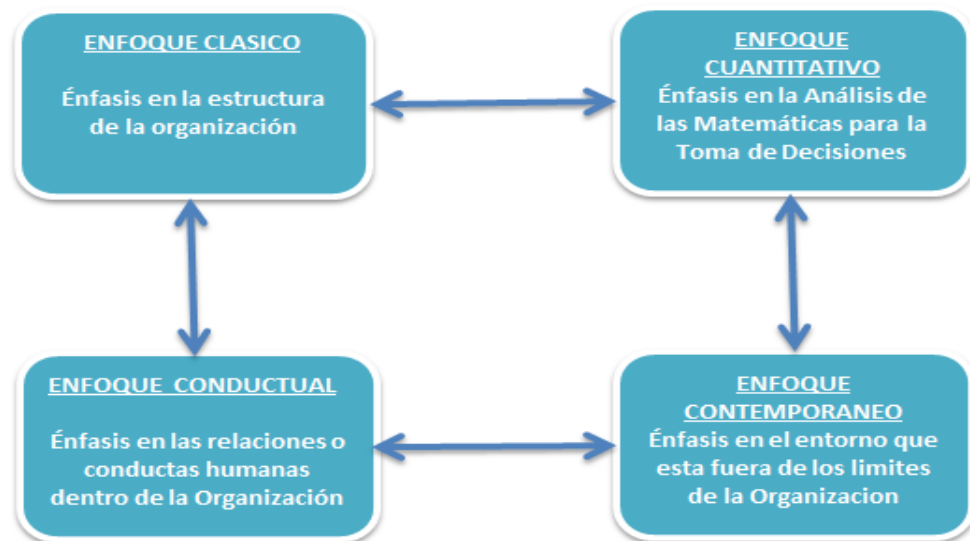 ENFOQUE CLASICO
Énfasis en la estructura
de la organización
ENFOQUE
CUANTITATIVO
Énfasis en la Análisis de
las Matemáticas para la
Toma de Decisiones
ENFOQUE CONDUCTUAL
Énfasis en las relaciones o
conductas humanas
dentro de la Organización
ENFOQUE
CONTEMPORANEO
Énfasis en el entorno que
esta fuera de los limites
de la Organizacion